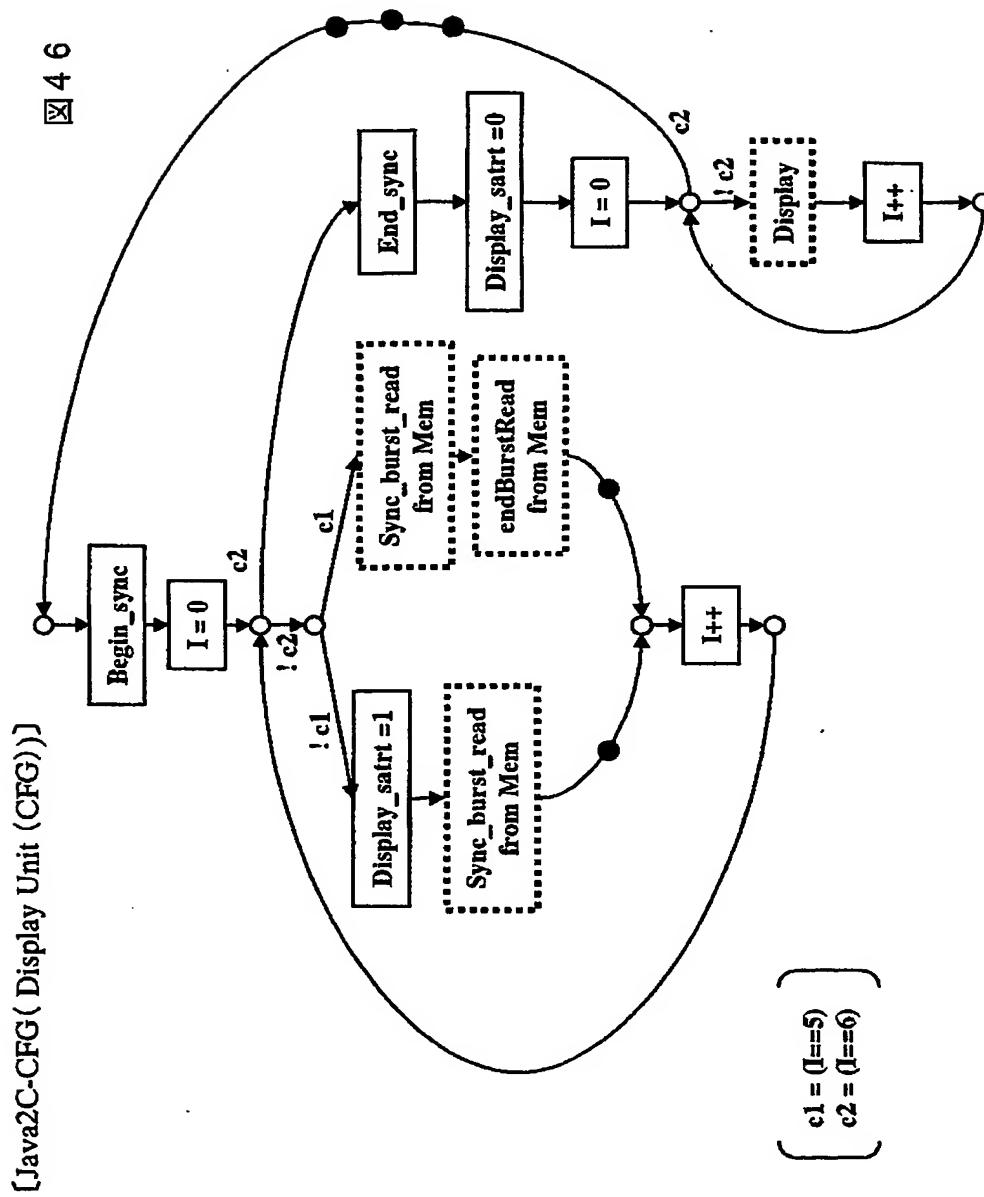 [Java2C-CFG( Display Unit (CFG))]
図46
Begin_sync
I = 0
c2
! c2
! c1
c1
Display_satrt =1
Sync_burst_read
from Mem
Sync_burst_read
from Mem
endBurstRead
from Mem
I++
End_sync
Display_satrt =0
I = 0
c2
! c2
Display
I++
c1 = (I==5)
c2 = (I==6)